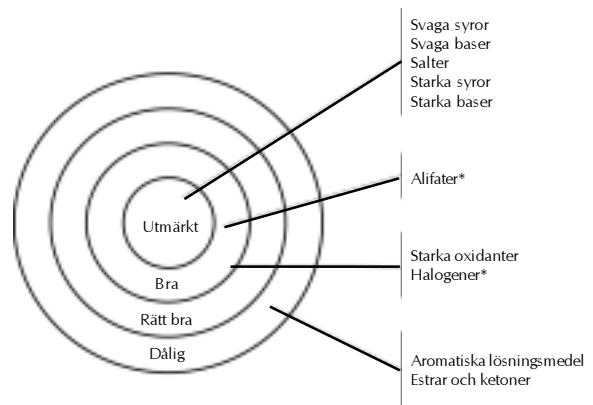 Svaga syror
Svaga baser
Salter
Starka syror
Starka baser
Alifater*
Utmärkt
Starka oxidanter
Halogener*
Bra
Rätt bra
Dålig
Aromatiska lösningsmedel
Estrar och ketoner